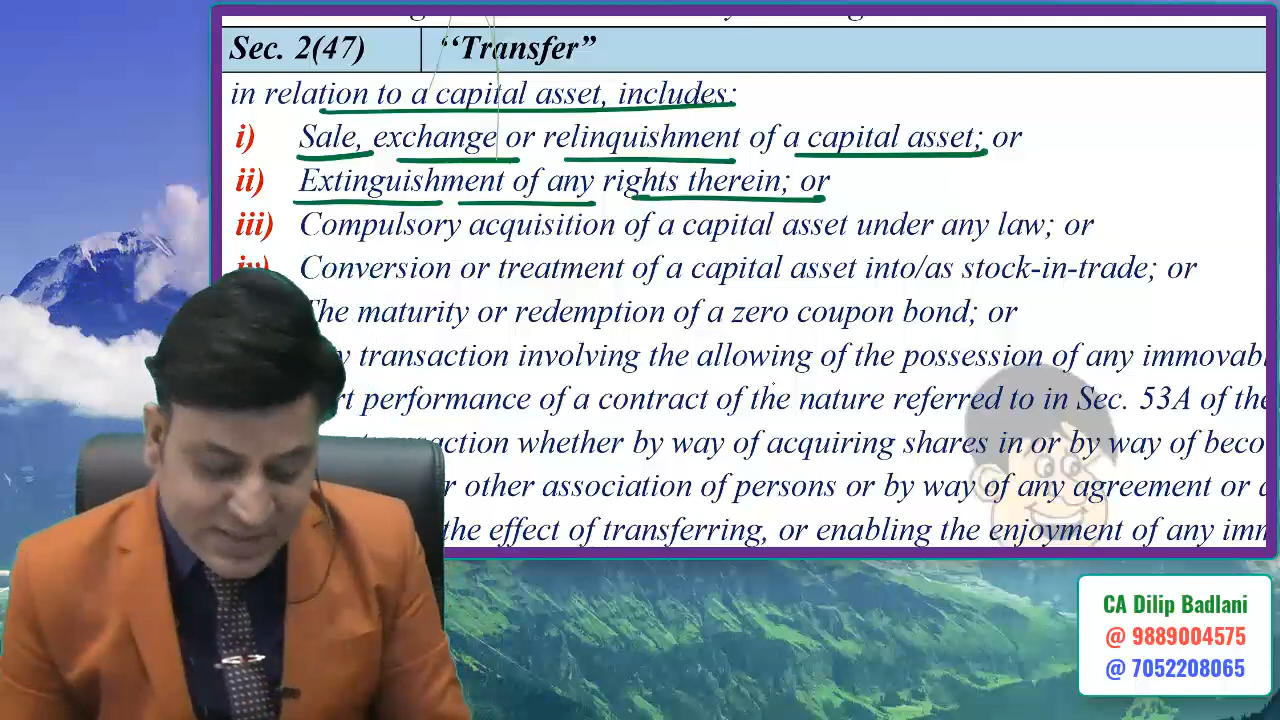 Sec. 2(47) ‘‘Transfer”
in relation to a capital asset, includes:
i) Sale, exchange or relinquishment of a capital asset; or
ii) Extinguishment of any rights therein; or
iii) Compulsory acquisition of a capital asset under any law; or
Conversion or treatment of a capital asset into/as stock-in-trade; or
The maturity or redemption of a zero coupon bond; or
transaction involving the allowing of the possession of any
performance of a contract of the nature referred to in Sec. 53A of the
whether by way of acquiring shares in or by way of
other association of persons or by way of any agreement or
the effect of transferring, or enabling the enjoyment of any
CA Dilip Badlani
@ 9889004575
@ 7052208065